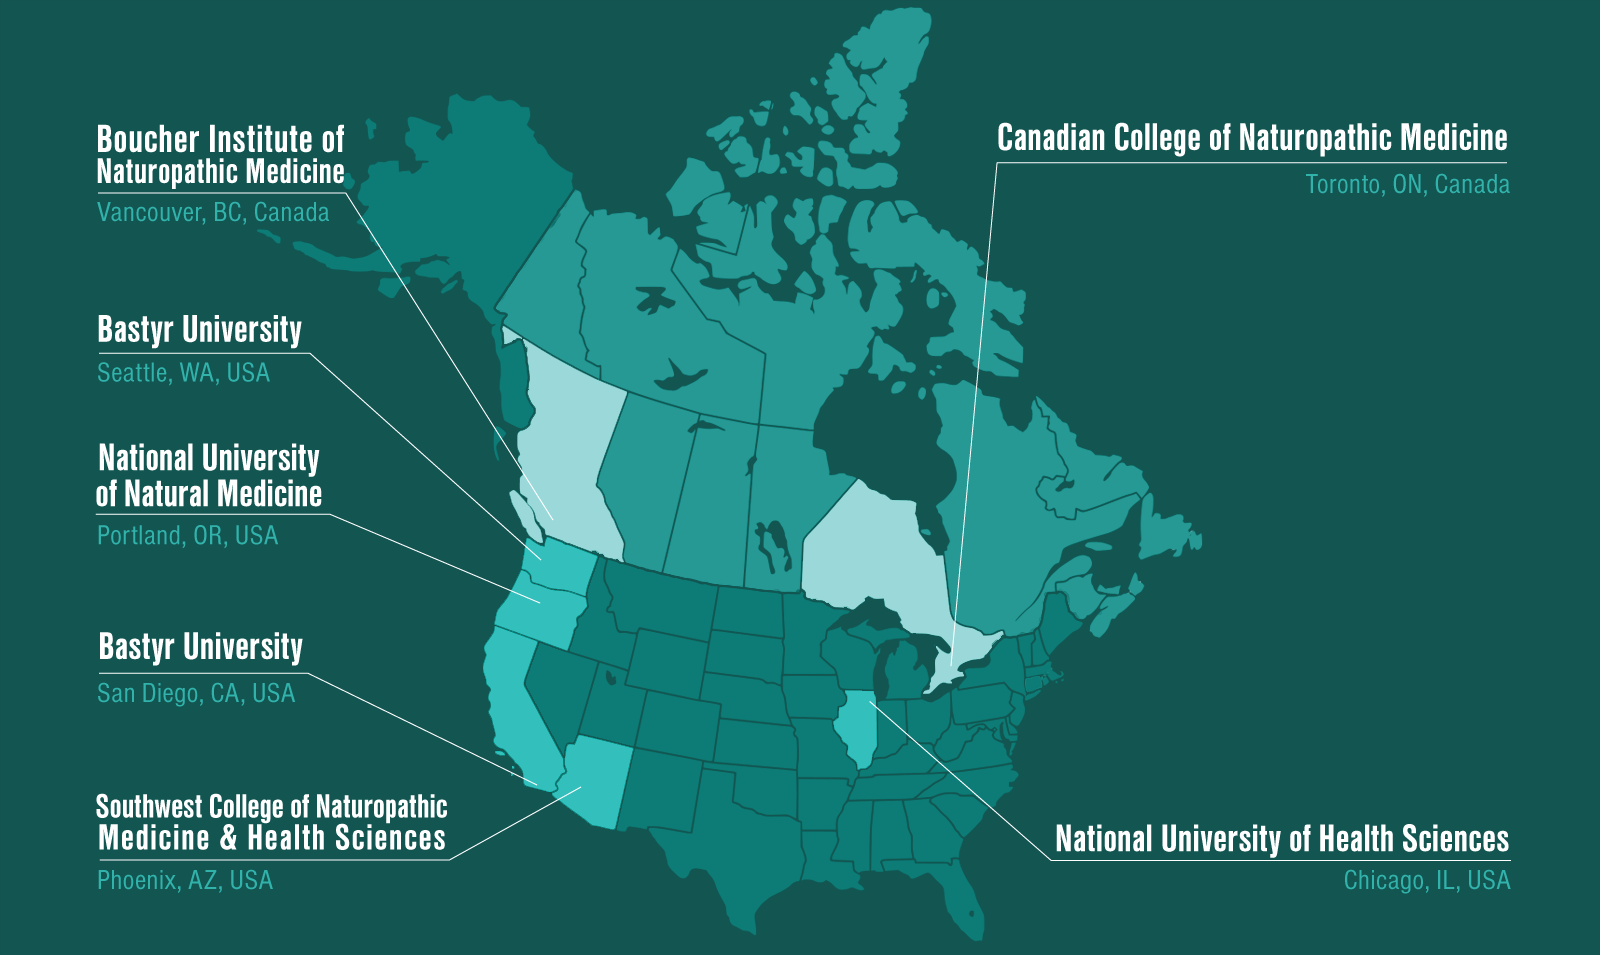 Boucher Institute of
Naturopathic Medicine
Vancouver, BC, Canada
Bastyr University
Seattle, WA, USA
National University
of Natural Medicine
Portland, OR, USA
Bastyr University
San Diego, CA, USA
Southwest College of Naturopathic
Medicine & Health Sciences
Phoenix, AZ, USA
Canadian College of Naturopathic Medicine
Toronto, ON, Canada
National University of Health Sciences
Chicago, IL, USA